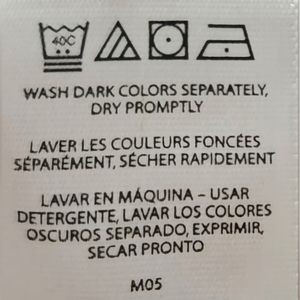 40C
WASH DARK COLORS SEPARATELY,
DRY PROMPTLY
LAVER LES COULEURS FONCÉES
SÉPARÉMENT, SÉCHER RAPIDEMENT
LAVAR EN MÁQUINA – USAR
DETERGENTE, LAVAR LOS COLORES
OSCUROS SEPARADO, EXPRIMIR,
SECAR PRONTO
M05